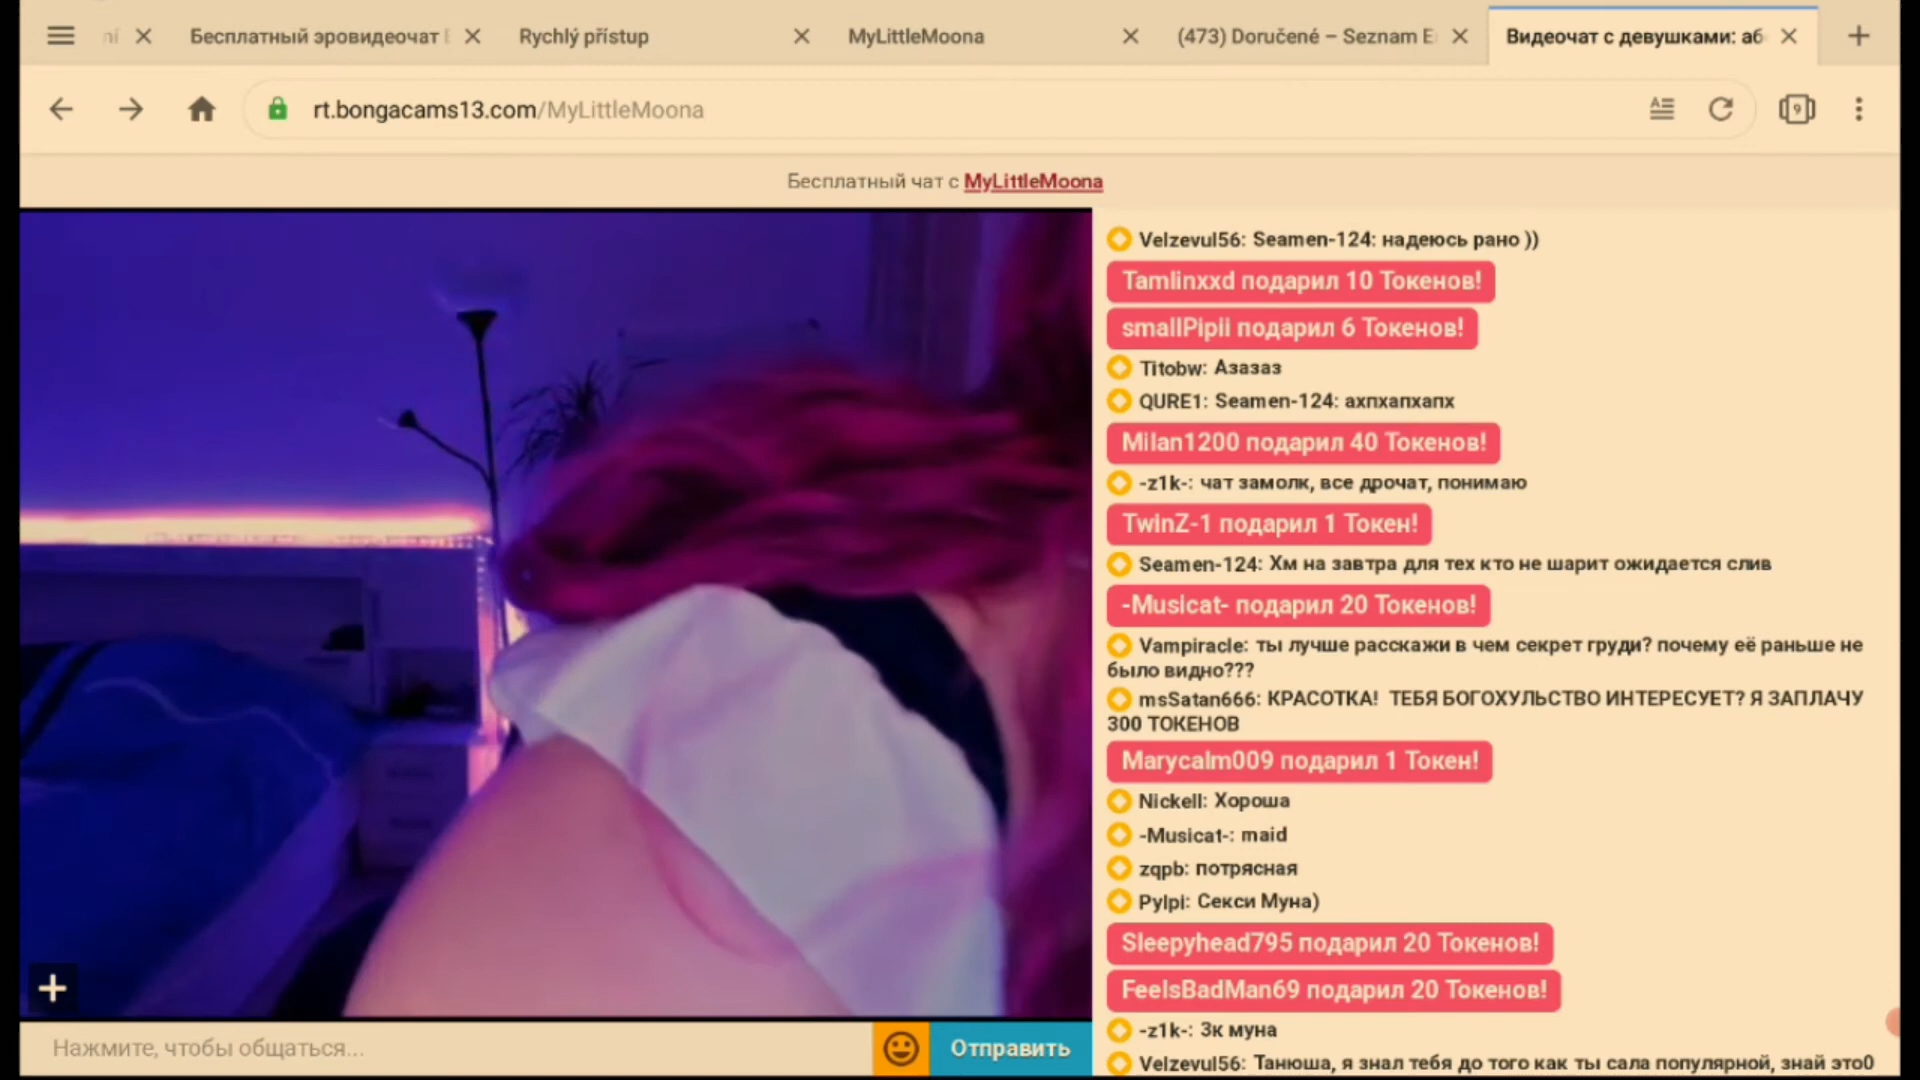 ní
Бесплатный эровидеочат
Rychlý přístup
MyLittleMoona
(473) Doručené – Seznam E
Видеочат с девушками: аб
rt.bongacams13.com/MyLittleMoona
9
Бесплатный чат с MyLittleMoona
Velzevul56: Seamen-124: надеюсь рано ))
Tamlinxxd подарил 10 Токенов!
smallPipii подарил 6 Токенов!
Titobw: Азазаз
QURE1: Seamen-124: ахпхапхапх
Milan1200 подарил 40 Токенов!
-z1k-: чат замолк, все дрочат, понимаю
TwinZ-1 подарил 1 Токен!
Seamen-124: Хм на завтра для тех кто не шарит ожидается слив
-Musicat- подарил 20 Токенов!
Vampiracle: ты лучше расскажи в чем секрет груди? почему её раньше не
было видно???
msSatan666: КРАСОТКА! ТЕБЯ БОГОХУЛЬСТВО ИНТЕРЕСУЕТ? Я ЗАПЛАЧУ
300 ТОКЕНОВ
Marycalm009 подарил 1 Токен!
Nickell: Хороша
-Musicat-: maid
zqpb: потрясная
Pylpi: Секси Муна)
Sleepyhead795 подарил 20 Токенов!
FeelsBadMan69 подарил 20 Токенов!
-z1k-: 3к муна
Velzevul56: Танюша, я знал тебя до того как ты сала популярной, знай это0
Нажмите, чтобы общаться...
Отправить